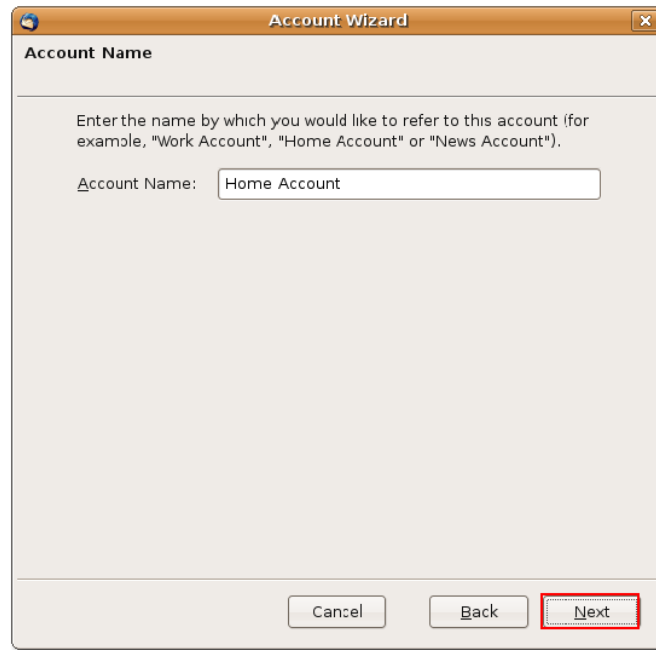 Account Wizard
Account Name
Enter the name by which you would like to refer to this account (for
example, "Work Account", "Home Account" or "News Account").
Account Name: Home Account
Cancel Back Next